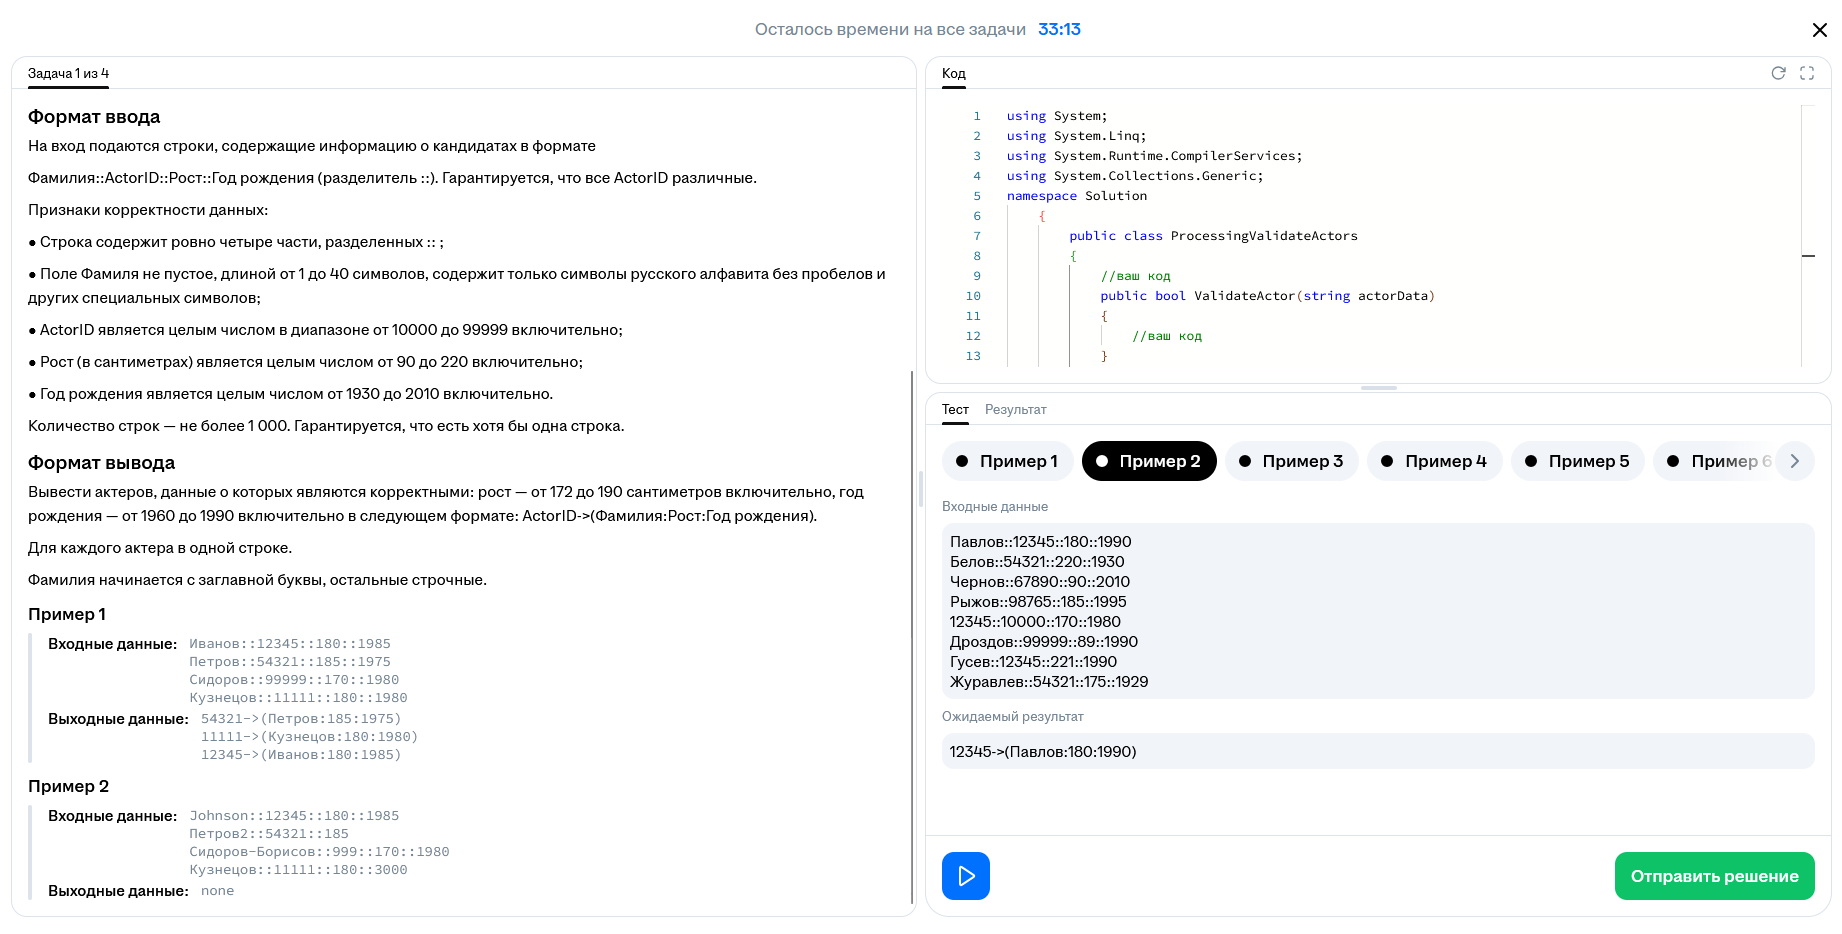 Осталось времени на все задачи 33:13
Задача 1 из 4
Формат ввода
На вход подаются строки, содержащие информацию о кандидатах в формате
Фамилия::ActorID::Рост::Год рождения (разделитель ::). Гарантируется, что все ActorID различные.
Признаки корректности данных:
● Строка содержит ровно четыре части, разделенных :: ;
● Поле Фамиля не пустое, длиной от 1 до 40 символов, содержит только символы русского алфавита без пробелов и
других специальных символов;
● ActorID является целым числом в диапазоне от 10000 до 99999 включительно;
● Рост (в сантиметрах) является целым числом от 90 до 220 включительно;
● Год рождения является целым числом от 1930 до 2010 включительно.
Количество строк — не более 1 000. Гарантируется, что есть хотя бы одна строка.
Формат вывода
Вывести актеров, данные о которых являются корректными: рост — от 172 до 190 сантиметров включительно, год
рождения — от 1960 до 1990 включительно в следующем формате: ActorID->(Фамилия:Рост:Год рождения).
Для каждого актера в одной строке.
Фамилия начинается с заглавной буквы, остальные строчные.
Пример 1
Входные данные: Иванов::12345::180::1985
Петров::54321::185::1975
Сидоров::99999::170::1980
Кузнецов::11111::180::1980
Выходные данные: 54321->(Петров:185:1975)
11111->(Кузнецов:180:1980)
12345->(Иванов:180:1985)
Пример 2
Входные данные: Johnson::12345::180::1985
Петров2::54321::185
Сидоров-Борисов::999::170::1980
Кузнецов::11111::180::3000
Выходные данные: none
Код
1 using System;
2 using System.Linq;
3 using System.Runtime.CompilerServices;
4 using System.Collections.Generic;
5 namespace Solution
6 {
7 public class ProcessingValidateActors
8 {
9 //ваш код
10 public bool ValidateActor(string actorData)
11 {
12 //ваш код
13 }
Тест Результат
Пример 1 Пример 2 Пример 3 Пример 4 Пример 5 Пример 6
Входные данные
Павлов::12345::180::1990
Белов::54321::220::1930
Чернов::67890::90::2010
Рыжов::98765::185::1995
12345::10000::170::1980
Дроздов::99999::89::1990
Гусев::12345::221::1990
Журавлев::54321::175::1929
Ожидаемый результат
12345->(Павлов:180:1990)
Отправить решение